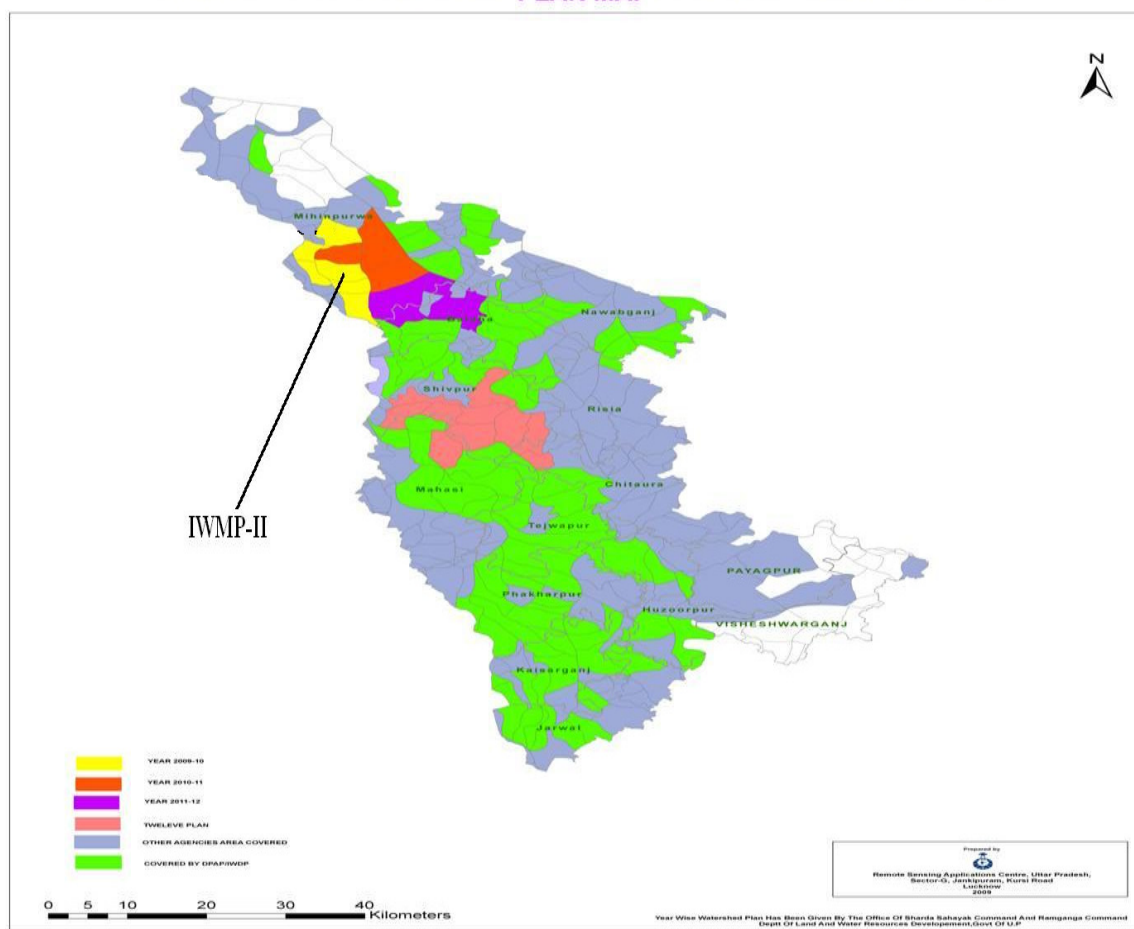 N
Mihinpurwa
Nawabganj
Shivpur
Risia
Mahasi
Chitaura
IWMP-II
Tejwapur
PAYAGPUR
Phakharpur
Huzoorpur
VISHESHWARGANJ
Kaisarganj
Jarwal
YEAR 2009-10
YEAR 2010-11
YEAR 2011-12
TWELEVE PLAN
OTHER AGENCIES AREA COVERED
COVERED BY DPAP/IWDP
Prepared by
Remote Sensing Applications Centre, Uttar Pradesh,
Sector-G, Jankipuram, Kursi Road
Lucknow
2009
0 5 10 20 30 40
Kilometers
Year Wise Watershed Plan Has Been Given By The Office Of Sharda Sahayak Command And Ramganga Command
Deptt Of Land And Water Resources Developement,Govt Of U.P